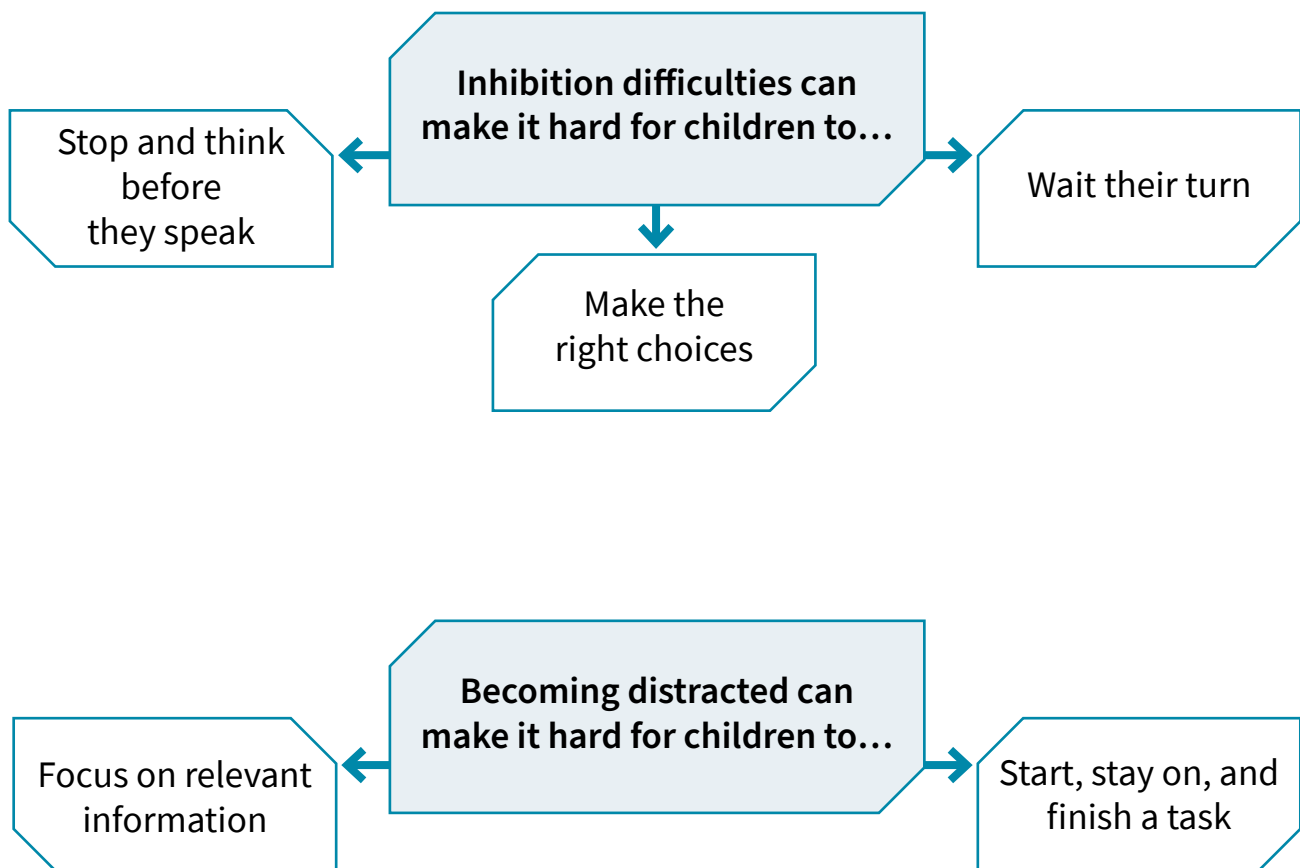 Inhibition difficulties can
make it hard for children to…
Stop and think
before
they speak
Wait their turn
Make the
right choices
Becoming distracted can
make it hard for children to…
Focus on relevant
information
Start, stay on, and
finish a task